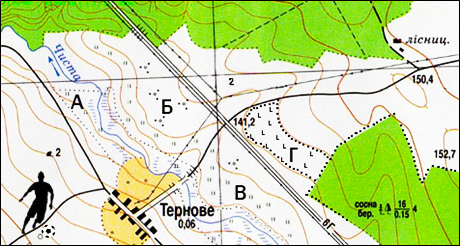 лісниц.
Чиста
2
150,4
А
Б
141,2
Г
152,7
в. 2
В
сосна 16
бер. 0.15 4
Тернове
0,06
6Г